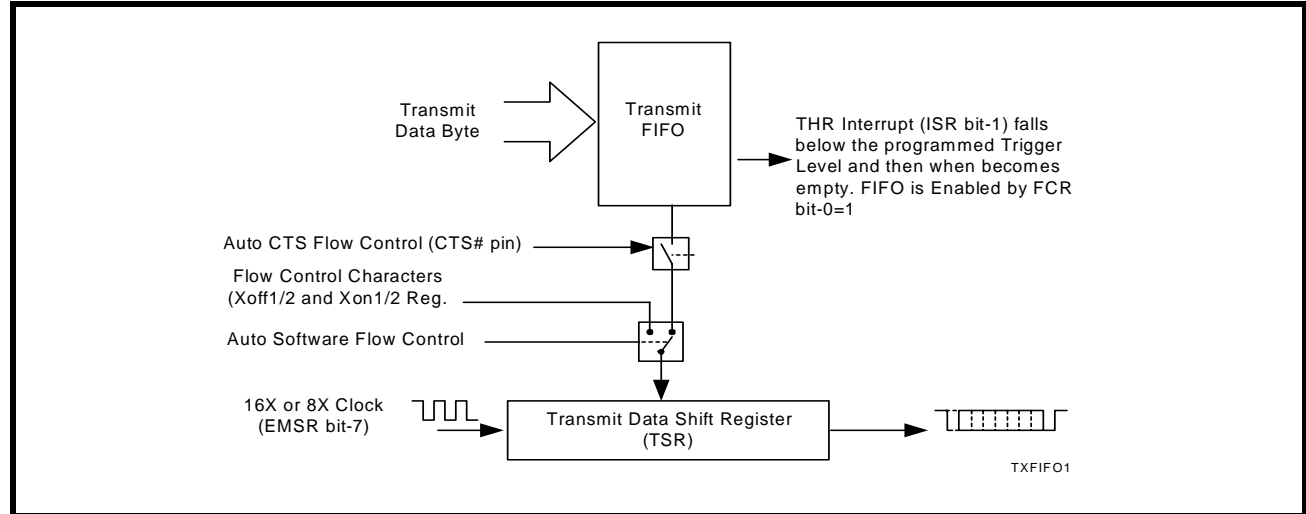 Transmit
Data Byte
Transmit
FIFO
THR Interrupt (ISR bit-1) falls
below the programmed Trigger
Level and then when becomes
empty. FIFO is Enabled by FCR
bit-0=1
Auto CTS Flow Control (CTS# pin)
Flow Control Characters
(Xoff1/2 and Xon1/2 Reg.
Auto Software Flow Control
16X or 8X Clock
(EMSR bit-7)
Transmit Data Shift Register
(TSR)
TXFIFO1